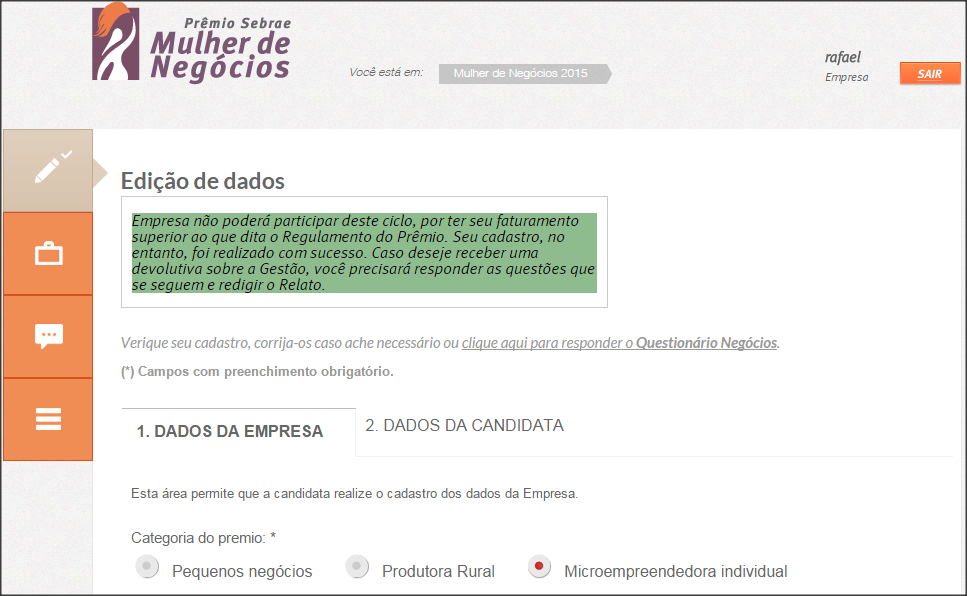 Prêmio Sebrae
Mulher de
Negócios
Você está em:
Mulher de Negócios 2015
rafael
Empresa
SAIR
Edição de dados
Empresa não poderá participar deste ciclo, por ter seu faturamento
superior ao que dita o Regulamento do Prêmio. Seu cadastro, no
entanto, foi realizado com sucesso. Caso deseje receber uma
devolutiva sobre a Gestão, você precisará responder as questões que
se seguem e redigir o Relato.
Verique seu cadastro, corrija-os caso ache necessário ou clique aqui para responder o Questionário Negócios.
(*) Campos com preenchimento obrigatório.
1. DADOS DA EMPRESA
2. DADOS DA CANDIDATA
Esta área permite que a candidata realize o cadastro dos dados da Empresa.
Categoria do premio: *
Pequenos negócios
Produtora Rural
Microempreendedora individual